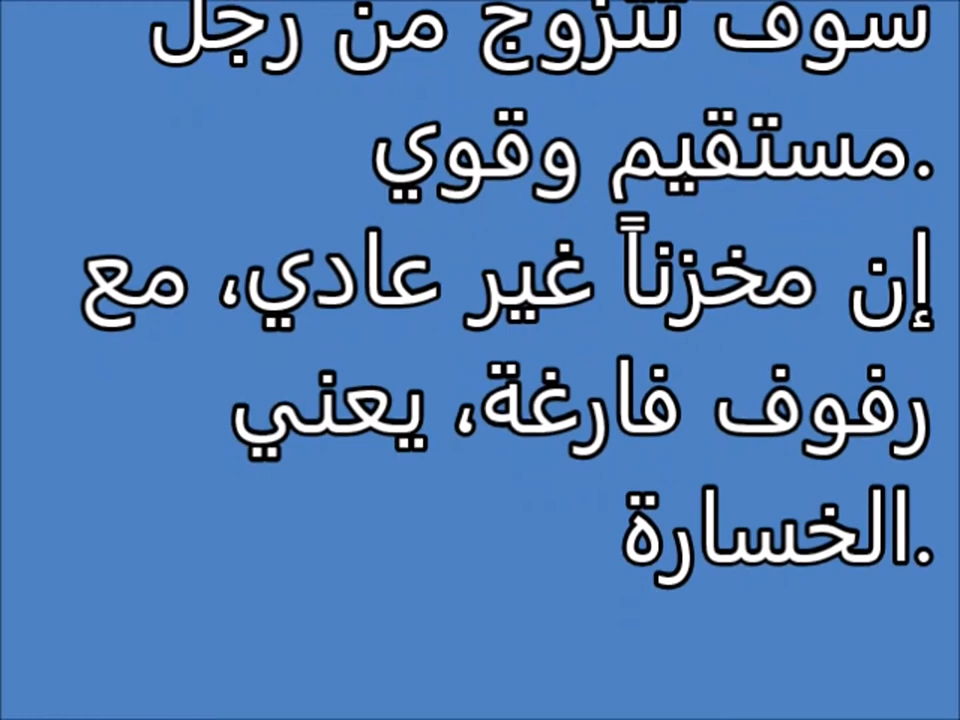 سوف تتزوج من رجل
مستقيم وقوي.
إن مخزناً غير عادي، مع
رفوف فارغة، يعني
الخسارة.